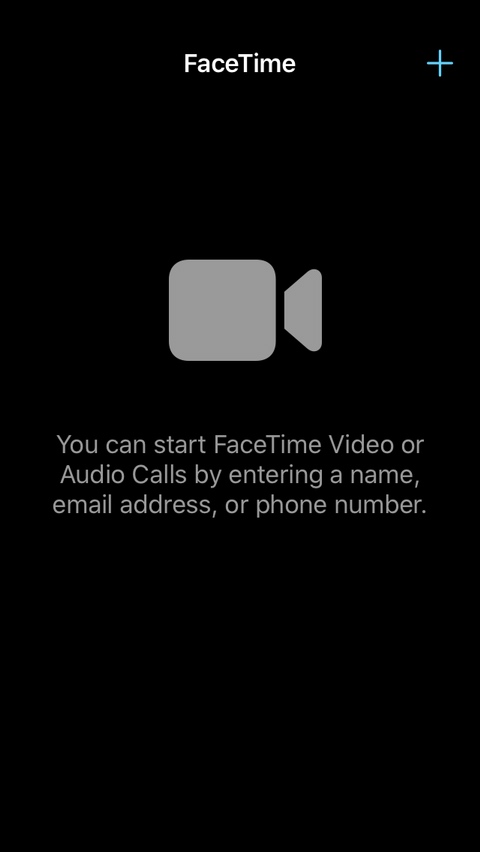 FaceTime
You can start FaceTime Video or
Audio Calls by entering a name,
email address, or phone number.